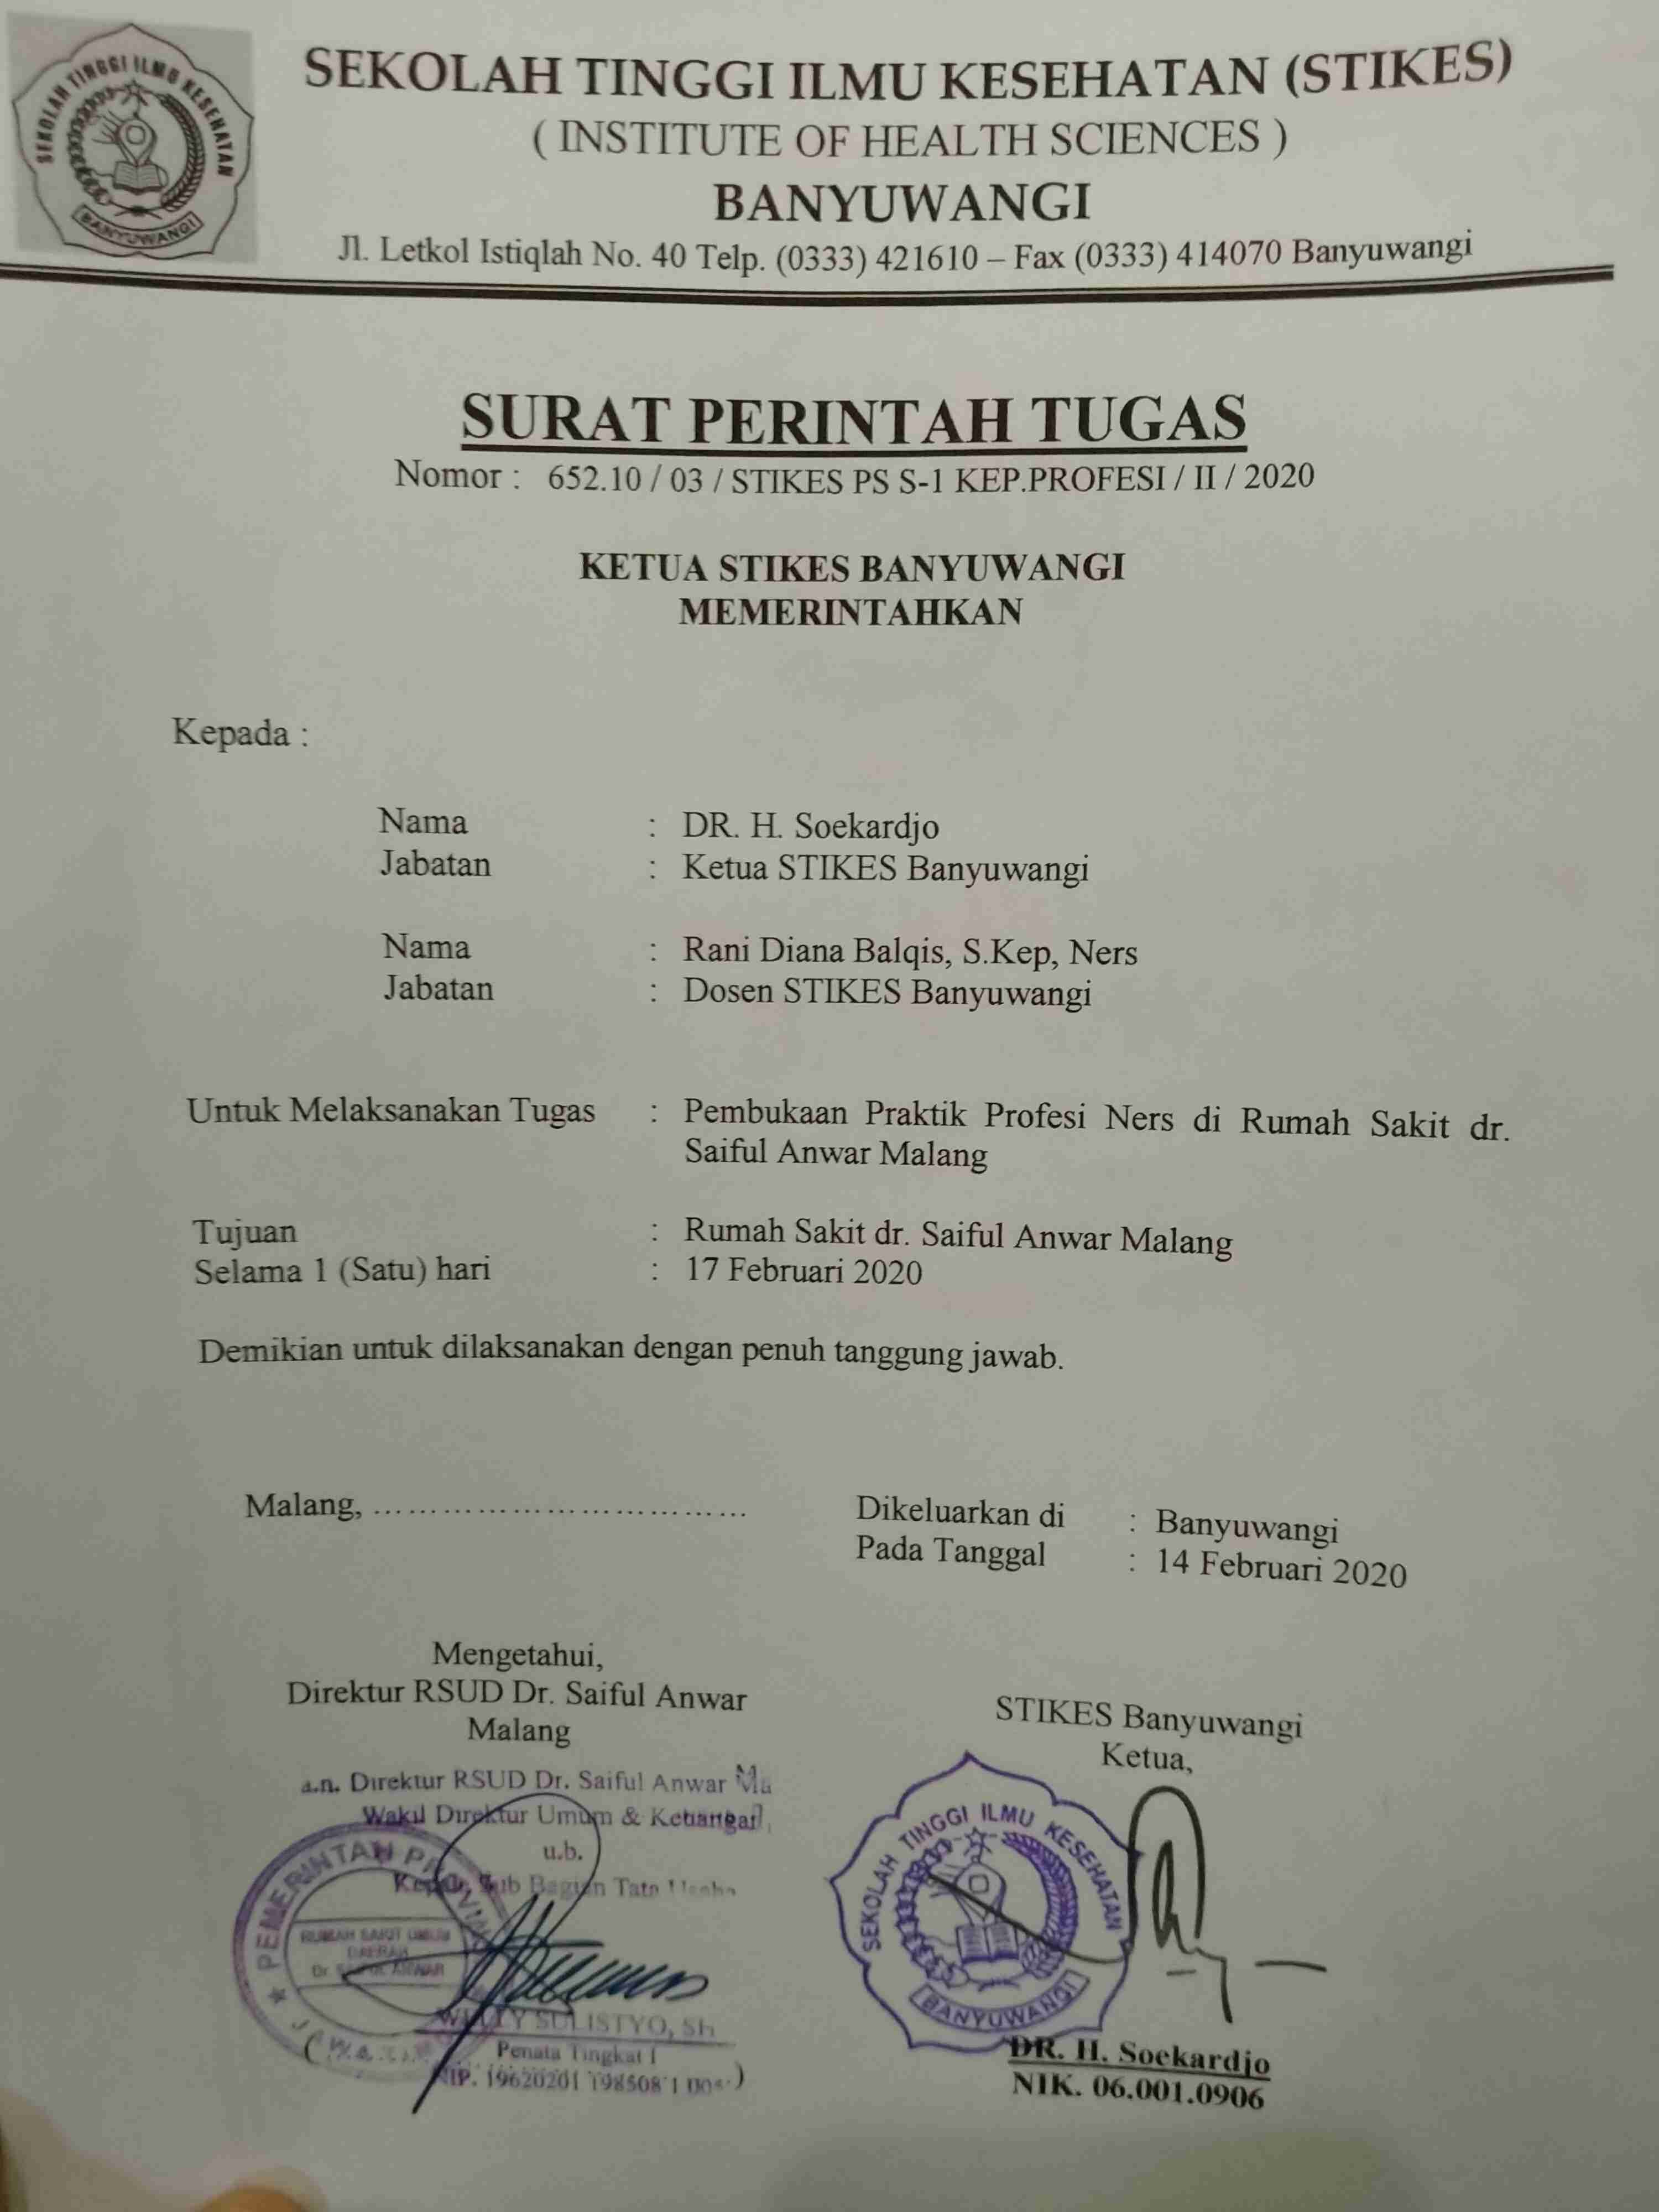 SEKOLAH TINGGI ILMU KESEHATAN
BANYUWANGI
SEKOLAH TINGGI ILMU KESEHATAN (STIKES)
( INSTITUTE OF HEALTH SCIENCES )
BANYUWANGI
Jl. Letkol Istiqlah No. 40 Telp. (0333) 421610 – Fax (0333) 414070 Banyuwangi
SURAT PERINTAH TUGAS
Nomor : 652.10 / 03 / STIKES PS S-1 KEP.PROFESI / II / 2020
KETUA STIKES BANYUWANGI
MEMERINTAHKAN
Kepada :
Nama : DR. H. Soekardjo
Jabatan : Ketua STIKES Banyuwangi
Nama : Rani Diana Balqis, S.Kep, Ners
Jabatan : Dosen STIKES Banyuwangi
Untuk Melaksanakan Tugas : Pembukaan Praktik Profesi Ners di Rumah Sakit dr.
Saiful Anwar Malang
Tujuan : Rumah Sakit dr. Saiful Anwar Malang
Selama 1 (Satu) hari : 17 Februari 2020
Demikian untuk dilaksanakan dengan penuh tanggung jawab.
Malang, ....................................
Dikeluarkan di : Banyuwangi
Pada Tanggal : 14 Februari 2020
Mengetahui,
Direktur RSUD Dr. Saiful Anwar
Malang
a.n. Direktur RSUD Dr. Saiful Anwar
Wakil Direktur Umum &
u.b.
Kepala Sub Bagian Tata
PEMERINTAH
RUMAH SAKIT UMUM
DAERAH
Dr. SAIFUL ANWAR
SULISTYO, SH
Penata Tingkat I
NIP. 19620201 198508 1
STIKES Banyuwangi
Ketua,
SEKOLAH TINGGI ILMU KESEHATAN
BANYUWANGI
DR. H. Soekardjo
NIK. 06.001.0906